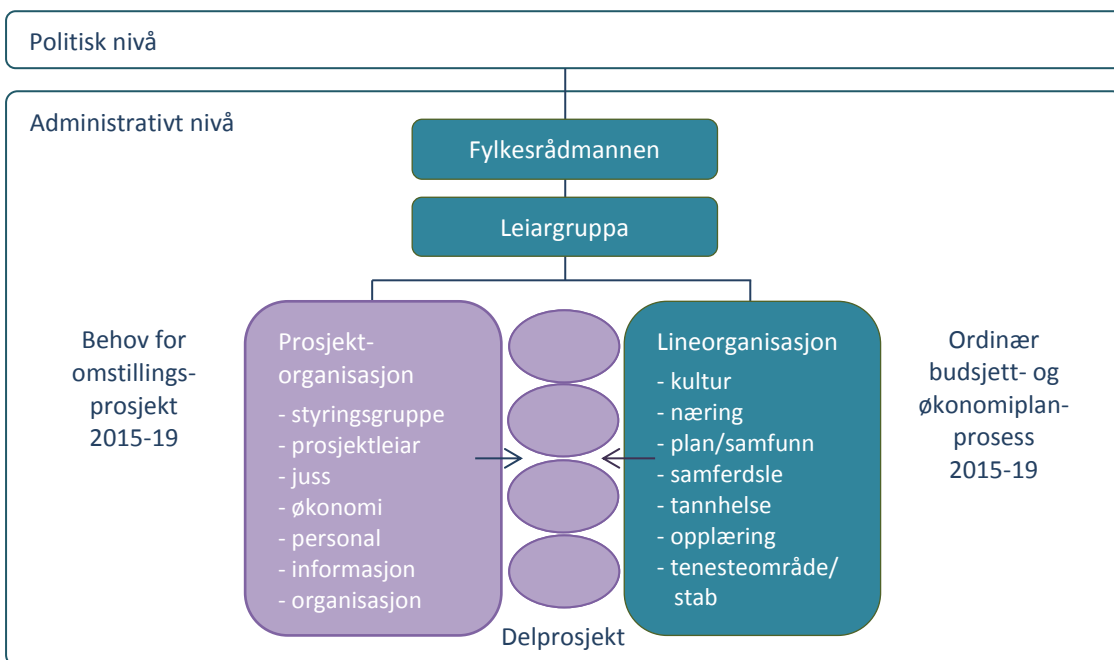 Politisk nivå
Administrativt nivå
Fylkesrådmannen
Leiargruppa
Behov for
omstillings-
prosjekt
2015-19
Prosjekt-
organisasjon
- styringsgruppe
- prosjektleiar
- juss
- økonomi
- personal
- informasjon
- organisasjon
Delprosjekt
Lineorganisasjon
- kultur
- næring
- plan/samfunn
- samferdsle
- tannhelse
- opplæring
- tenesteområde/
stab
Ordinær
budsjett- og
økonomiplan-
prosess
2015-19